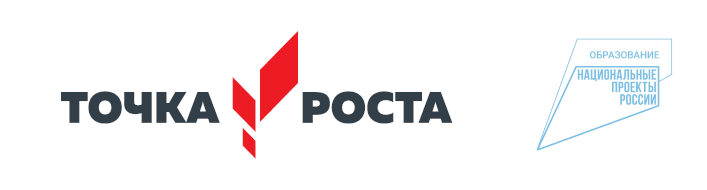 ТОЧКА РОСТА
ОБРАЗОВАНИЕ
НАЦИОНАЛЬНЫЕ
ПРОЕКТЫ
РОССИИ